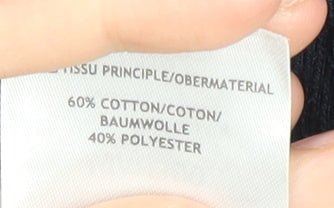 TISSU PRINCIPLE/OBERMATERIAL
60% COTTON/COTON/
BAUMWOLLE
40% POLYESTER